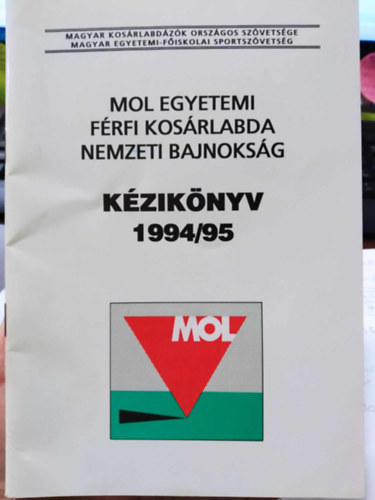 MAGYAR KOSÁRLABDÁZÓK ORSZÁGOS SZÖVETSÉGE
MAGYAR EGYETEMI-FŐISKOLAI SPORTSZÖVETSÉG
MOL EGYETEMI
FÉRFI KOSÁRLABDA
NEMZETI BAJNOKSÁG
KÉZIKÖNYV
1994/95
MOL